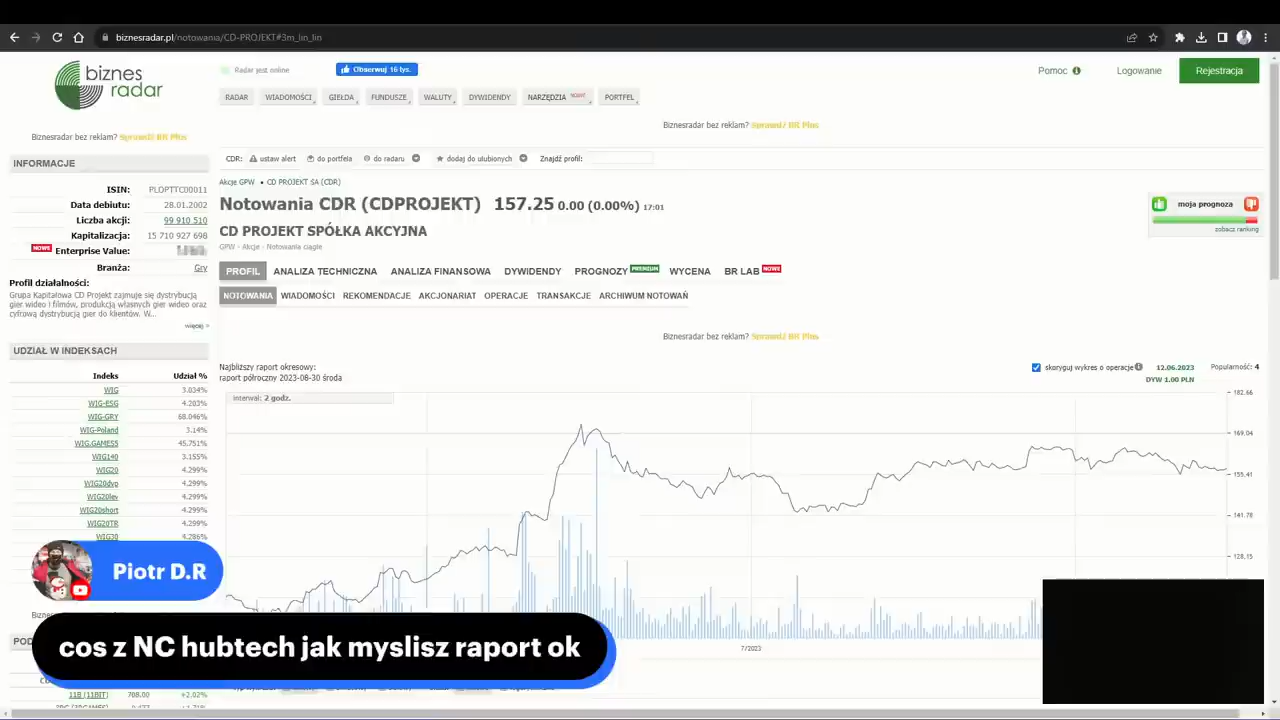 biznesradar.pl/notowania/CD-PROJEKT#3m_lin_lin
biznes
radar
Radar jest online
Obserwuj 16 tys.
Pomoc
Logowanie
Rejestracja
RADAR WIADOMOŚCI GIEŁDA FUNDUSZE WALUTY DYWIDENDY NARZĘDZIA NOWE PORTFEL
Biznesradar bez reklam? Sprawdź BR Plus
Biznesradar bez reklam? Sprawdź BR Plus
CDR: ustaw alert do portfela do radaru dodaj do ulubionych Znajdź profil:
Akcje GPW • CD PROJEKT SA (CDR)
Notowania CDR (CDPROJEKT) 157.25 0.00 (0.00%) 17:01
moja prognoza
zobacz ranking
CD PROJEKT SPÓŁKA AKCYJNA
GPW - Akcje - Notowania ciągłe
PROFIL ANALIZA TECHNICZNA ANALIZA FINANSOWA DYWIDENDY PROGNOZY PREMIUM WYCENA BR LAB NOWE
NOTOWANIA WIADOMOŚCI REKOMENDACJE AKCJONARIAT OPERACJE TRANSAKCJE ARCHIWUM NOTOWAŃ
INFORMACJE
ISIN: PLOPTTC00011
Data debiutu: 28.01.2002
Liczba akcji: 99 910 510
Kapitalizacja: 15 710 927 698
NOWE Enterprise Value:
Branża: Gry
Profil działalności:
Grupa Kapitałowa CD Projekt zajmuje się dystrybucją
gier wideo i filmów, produkcją własnych gier wideo oraz
cyfrową dystrybucją gier do klientów. W...
więcej >
UDZIAŁ W INDEKSACH
Indeks Udział %
WIG 3.034%
WIG-ESG 4.203%
WIG-GRY 68.046%
WIG-Poland 3.14%
WIG.GAMES5 45.751%
WIG140 3.155%
WIG20 4.299%
WIG20dvp 4.299%
WIG20lev 4.299%
WIG20short 4.299%
WIG20TR 4.299%
WIG30 4.286%
Biznesradar bez reklam? Sprawdź BR Plus
Najbliższy raport okresowy:
raport półroczny 2023-08-30 środa
skoryguj wykres o operacje
12.06.2023
DYW 1.00 PLN
Popularność: 4
Interwał: 2 godz.
182.66
169.04
155.41
141.78
128.15
7/2023
Piotr D.R
cos z NC hubtech jak myslisz raport ok
11B (11BIT) 708.00 +2.02%